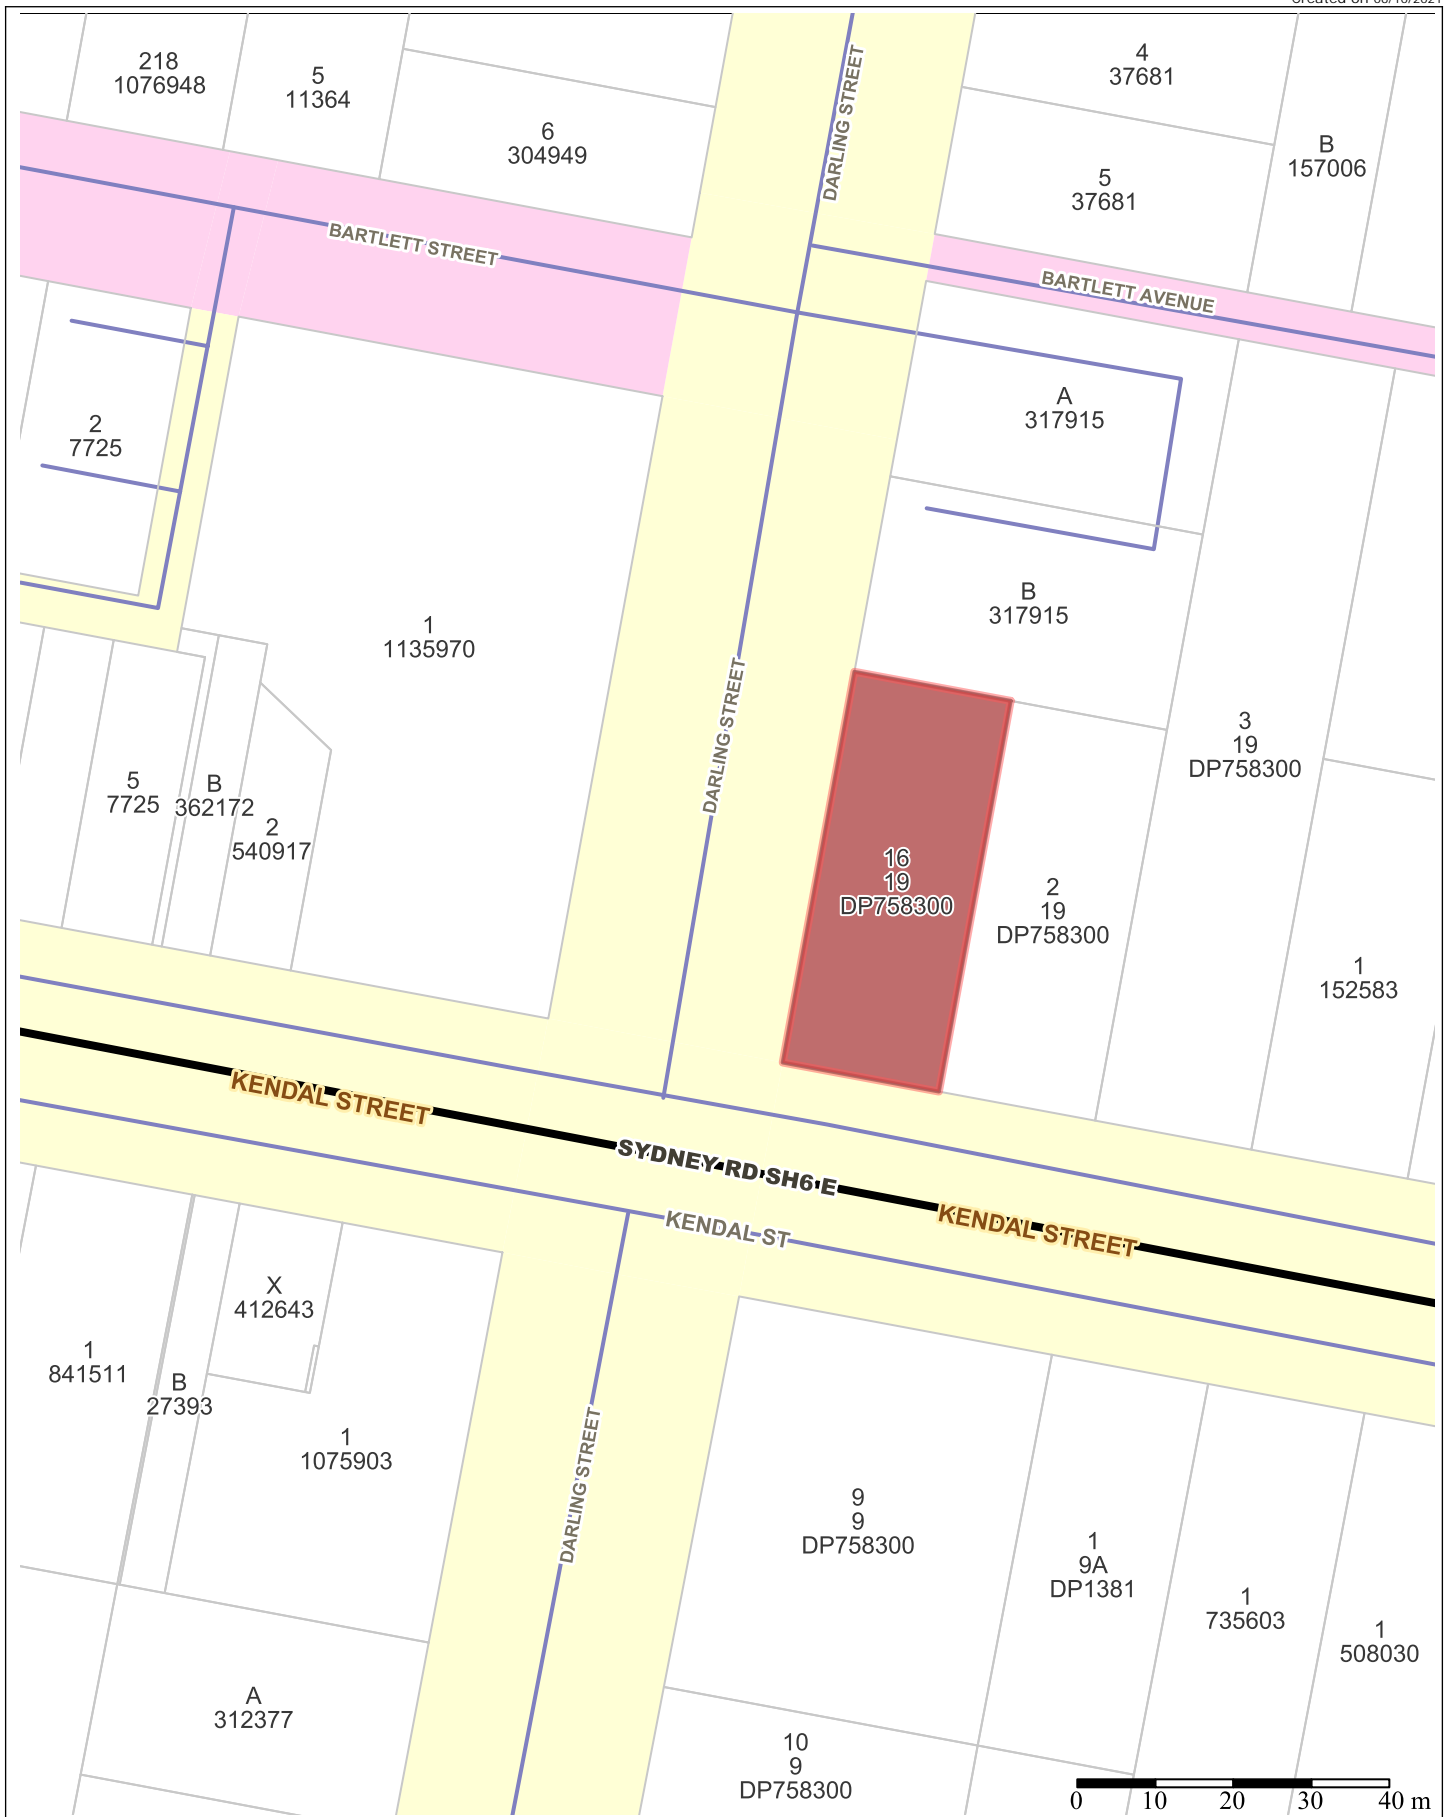 218
1076948
5
11364
6
304949
DARLING STREET
4
37681
5
37681
B
157006
BARTLETT STREET
BARTLETT AVENUE
2
7725
A
317915
B
317915
1
1135970
DARLING STREET
3
19
DP758300
5
7725
B
362172
2
540917
16
19
DP758300
2
19
DP758300
1
152583
KENDAL STREET
SYDNEY RD SH6 E
KENDAL STREET
KENDAL ST
X
412643
1
841511
B
27393
1
1075903
DARLING STREET
9
9
DP758300
1
9A
DP1381
1
735603
1
508030
A
312377
10
9
DP758300
0 10 20 30 40 m